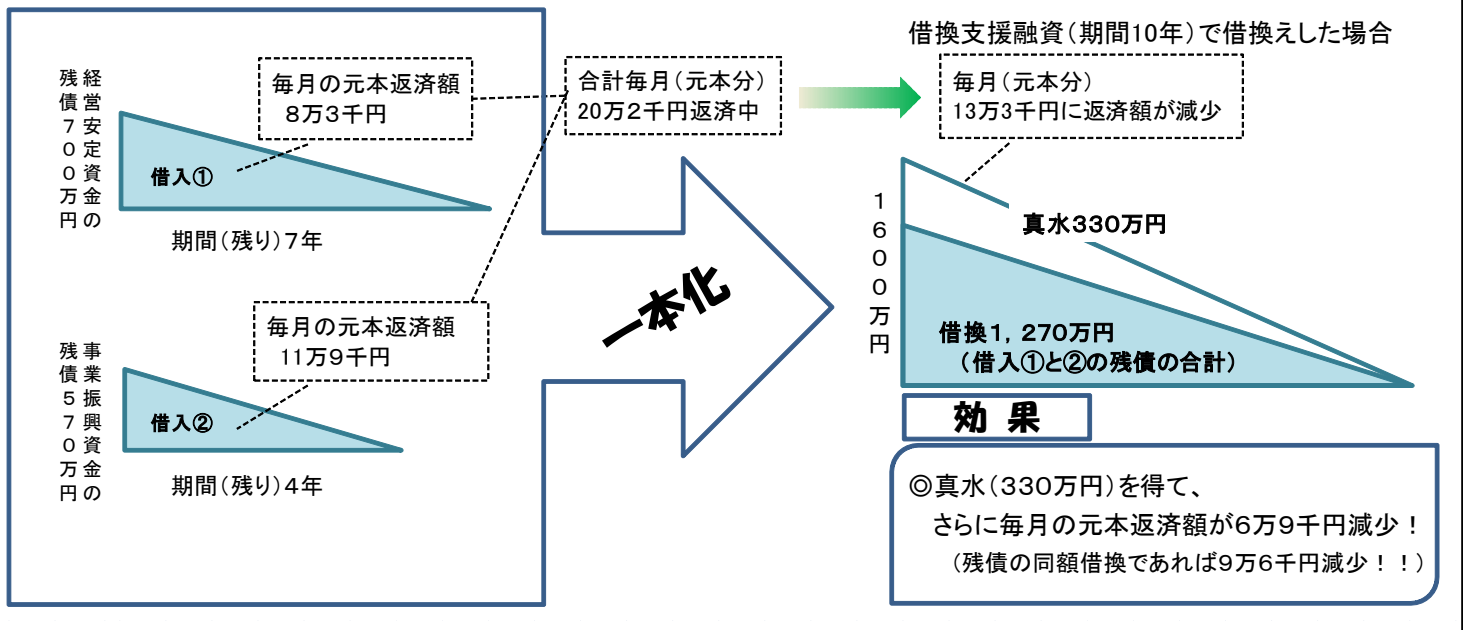 経営安定資金の
残債７００万円
毎月の元本返済額
８万３千円
借入①
期間（残り）７年
事業振興資金の
残債５７０万円
毎月の元本返済額
11万９千円
借入②
期間（残り）４年
合計毎月（元本分）
20万２千円返済中
一本化
借換支援融資（期間10年）で借換えした場合
毎月（元本分）
13万３千円に返済額が減少
１６００万円
真水３３０万円
借換１，２７０万円
（借入①と②の残債の合計）
効果
◎真水（３３０万円）を得て、
さらに毎月の元本返済額が６万９千円減少！
（残債の同額借換であれば９万６千円減少！！）